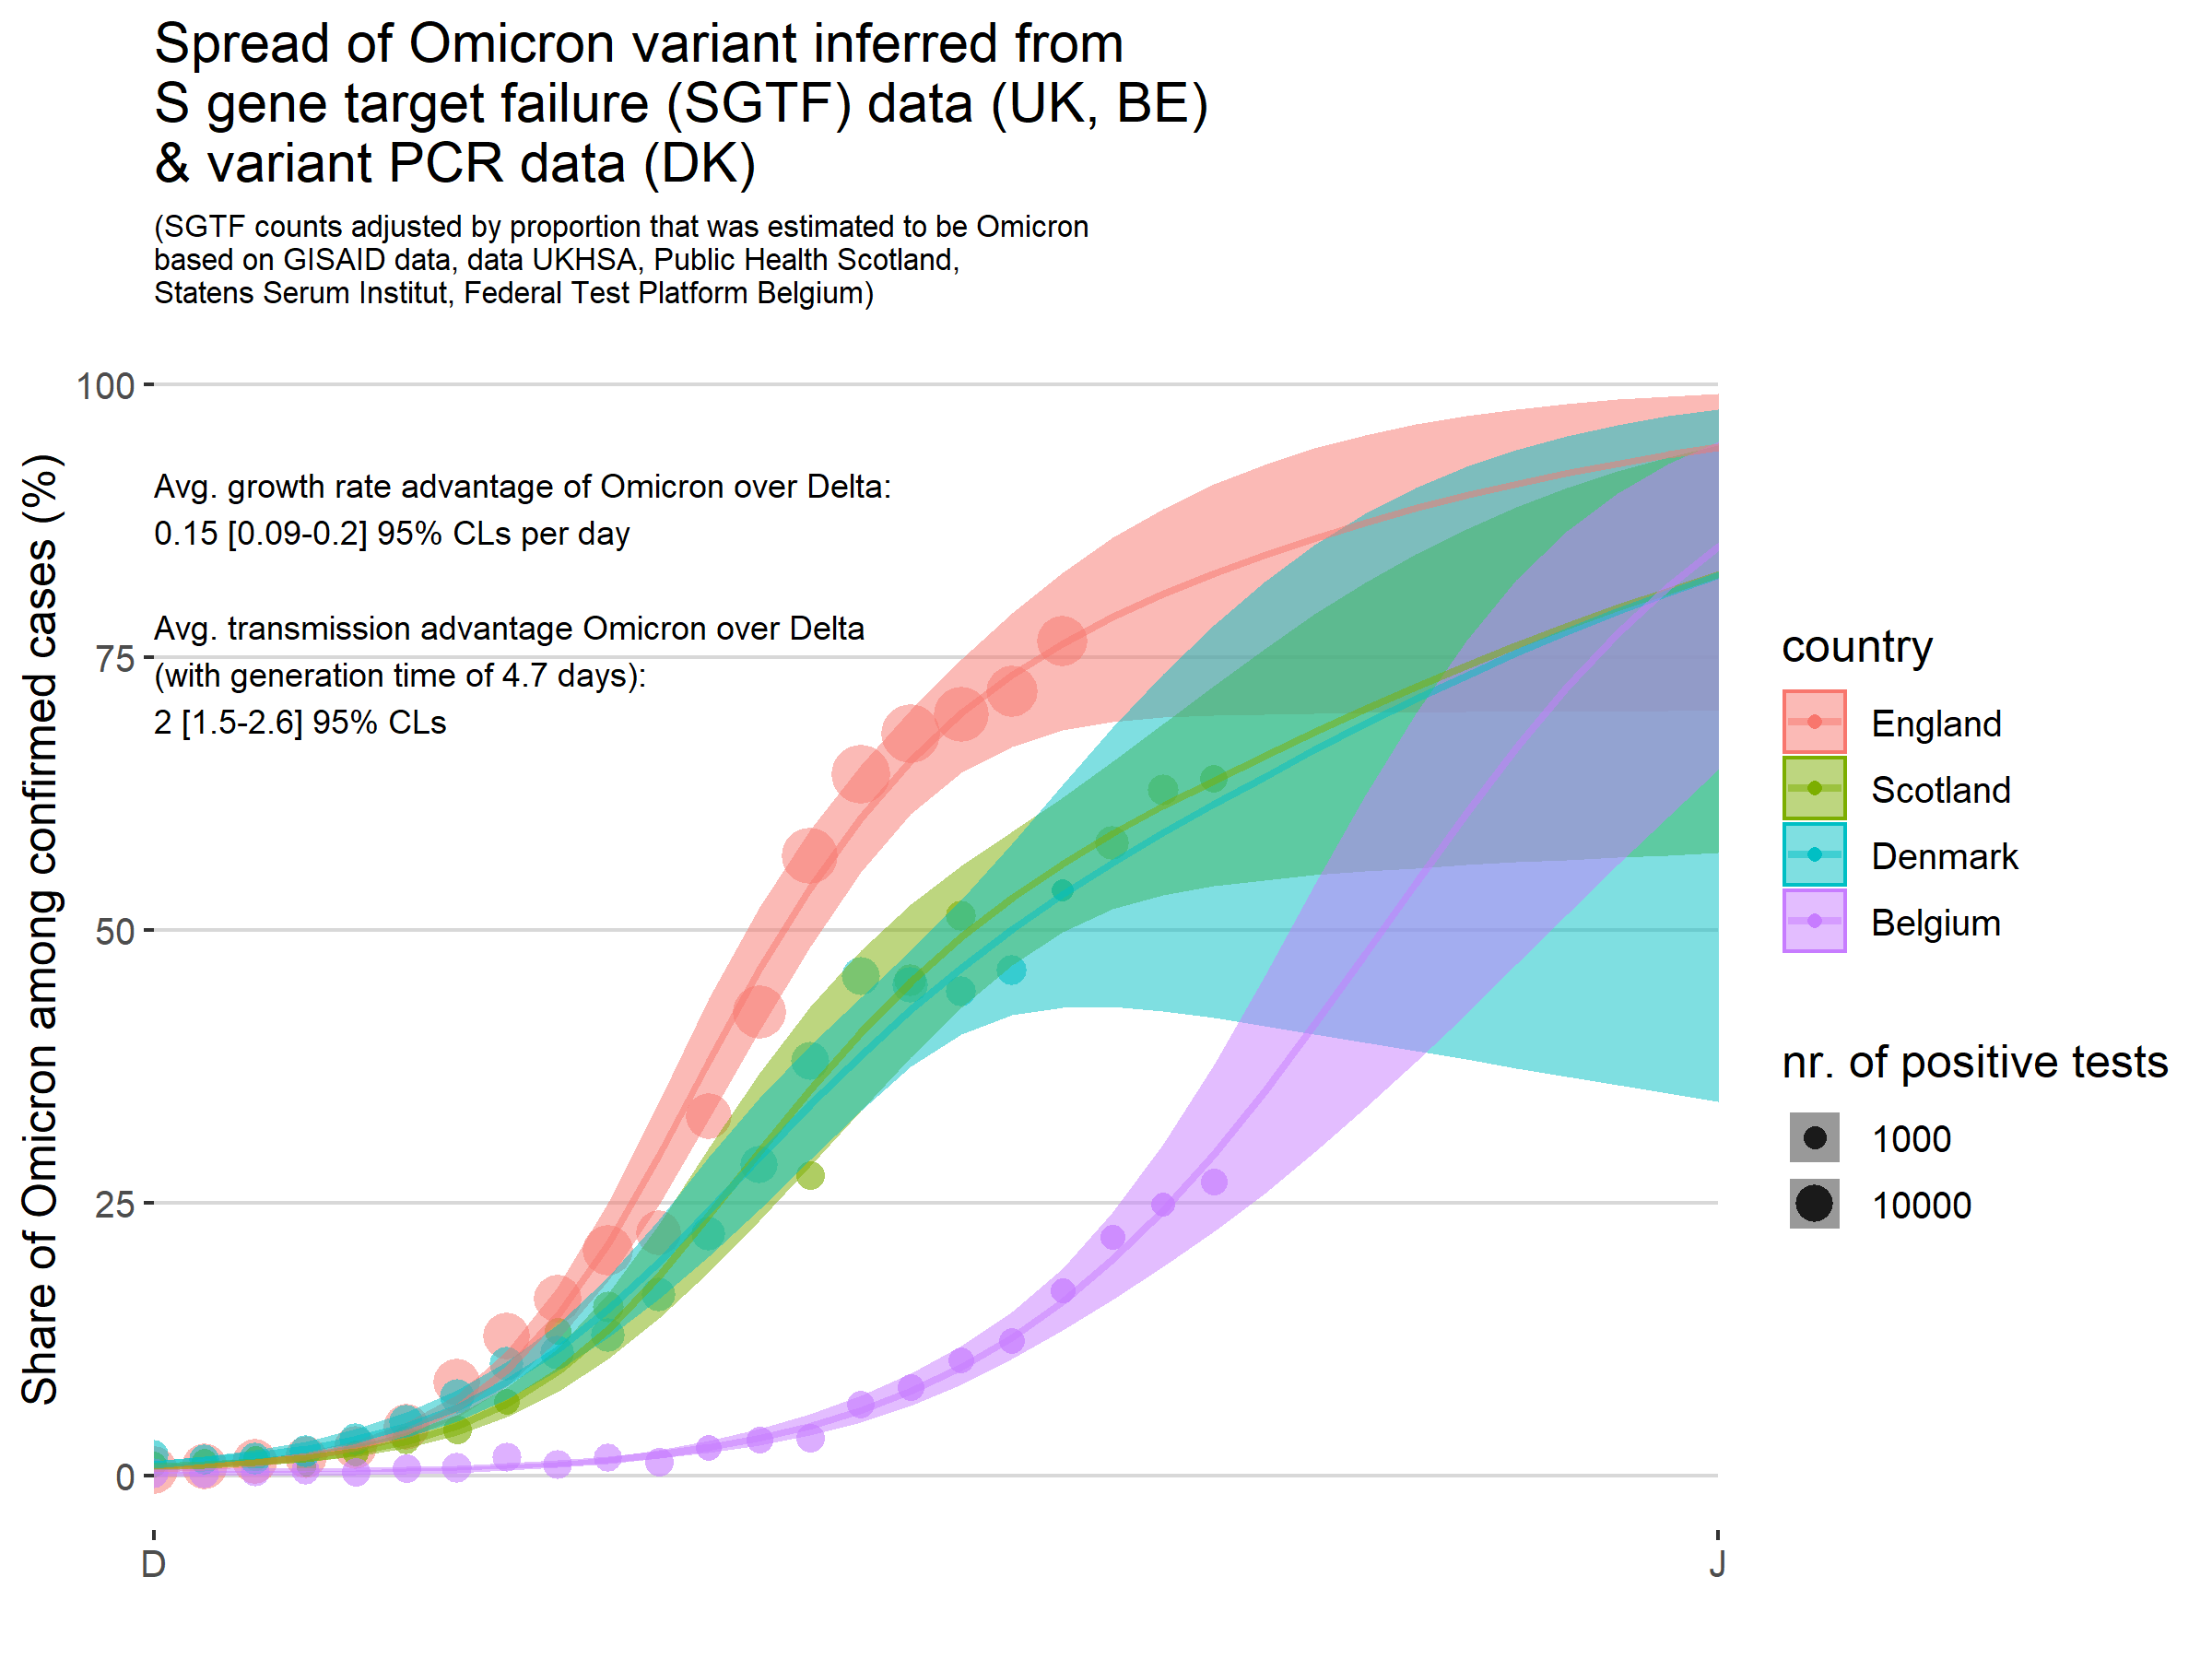 Spread of Omicron variant inferred from
S gene target failure (SGTF) data (UK, BE)
& variant PCR data (DK)
(SGTF counts adjusted by proportion that was estimated to be Omicron
based on GISAID data, data UKHSA, Public Health Scotland,
Statens Serum Institut, Federal Test Platform Belgium)
Share of Omicron among confirmed cases (%)
100
75
50
25
0
Avg. growth rate advantage of Omicron over Delta:
0.15 [0.09-0.2] 95% CLs per day
Avg. transmission advantage Omicron over Delta
(with generation time of 4.7 days):
2 [1.5-2.6] 95% CLs
D
J
country
England
Scotland
Denmark
Belgium
nr. of positive tests
1000
10000